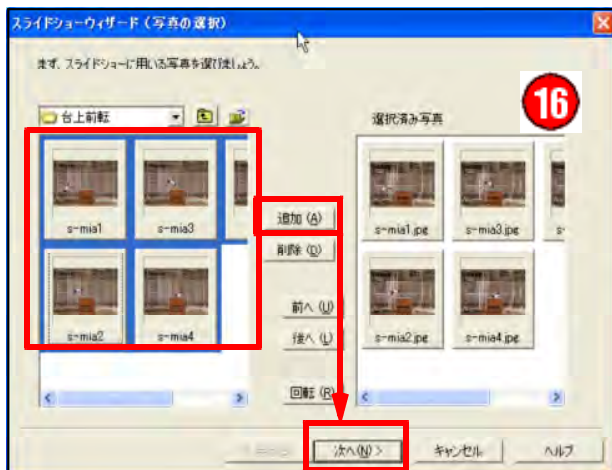 スライドショーウィザード（写真の選択）
まず、スライドショーに用いる写真を選びましょう。
16
台上前転
選択済み写真
s-mia1
s-mia3
s-mia2
s-mia4
追加(A)
削除(D)
前へ(U)
後へ(L)
回転(R)
s-mia1.jpe
s-mia3.jpe
s-
s-mia2.jpe
s-mia4.jpe
次へ(N) >
キャンセル
ヘルプ